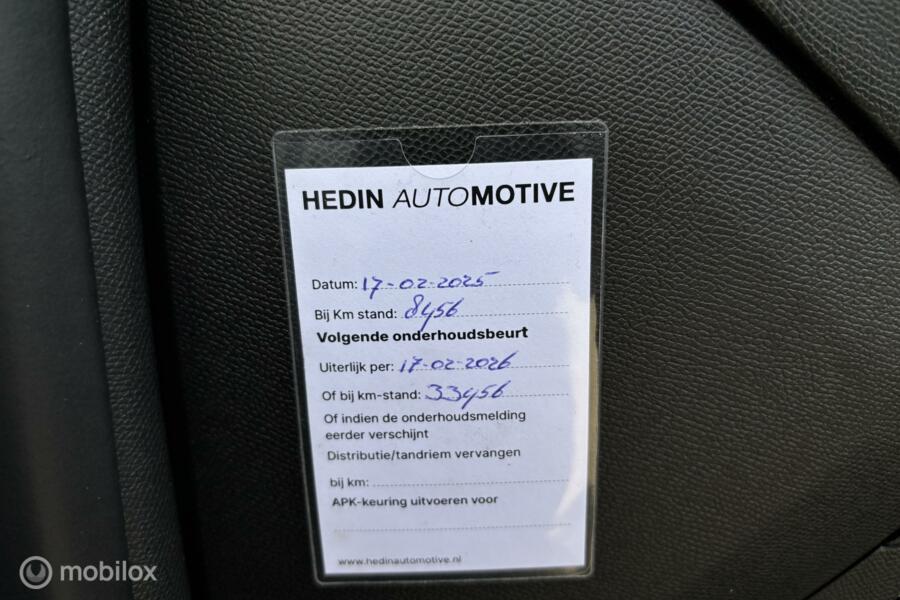 HEDIN AUTOMOTIVE
Datum: 17-02-2025
Bij Km stand: 8456
Volgende onderhoudsbeurt
Uiterlijk per: 17-02-2026
Of bij km-stand: 33456
Of indien de onderhoudsmelding
eerder verschijnt
Distributie/tandriem vervangen
bij km:
APK-keuring uitvoeren voor
www.hedinautomotive.nl
mobilox